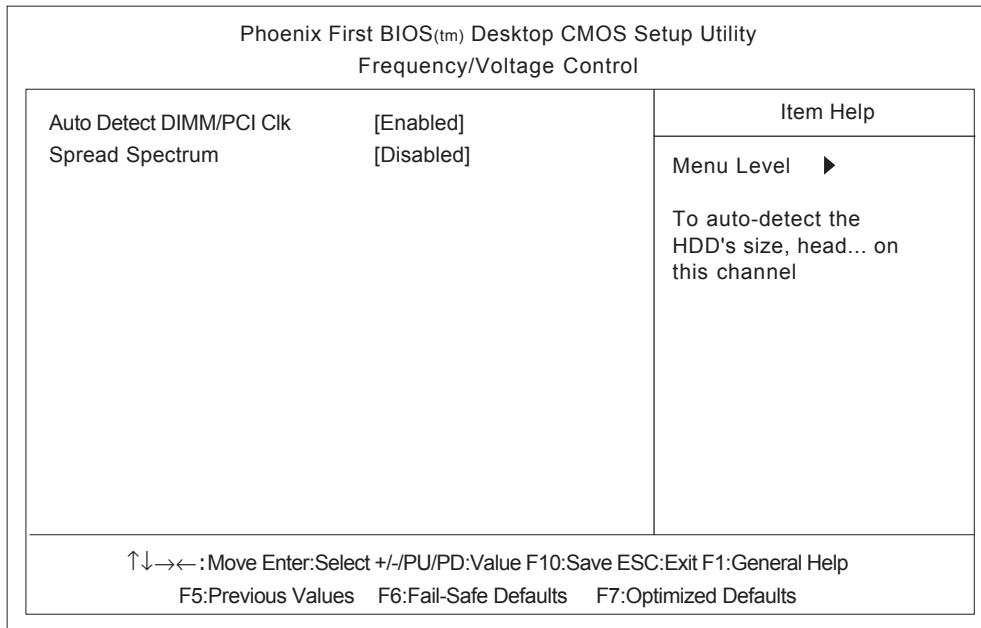 Phoenix First BIOS(tm) Desktop CMOS Setup Utility
Frequency/Voltage Control
Auto Detect DIMM/PCI Clk [Enabled]
Spread Spectrum [Disabled]
Item Help
Menu Level ▶
To auto-detect the
HDD's size, head... on
this channel
↑↓→←:Move Enter:Select +/-/PU/PD:Value F10:Save ESC:Exit F1:General Help
F5:Previous Values F6:Fail-Safe Defaults F7:Optimized Defaults